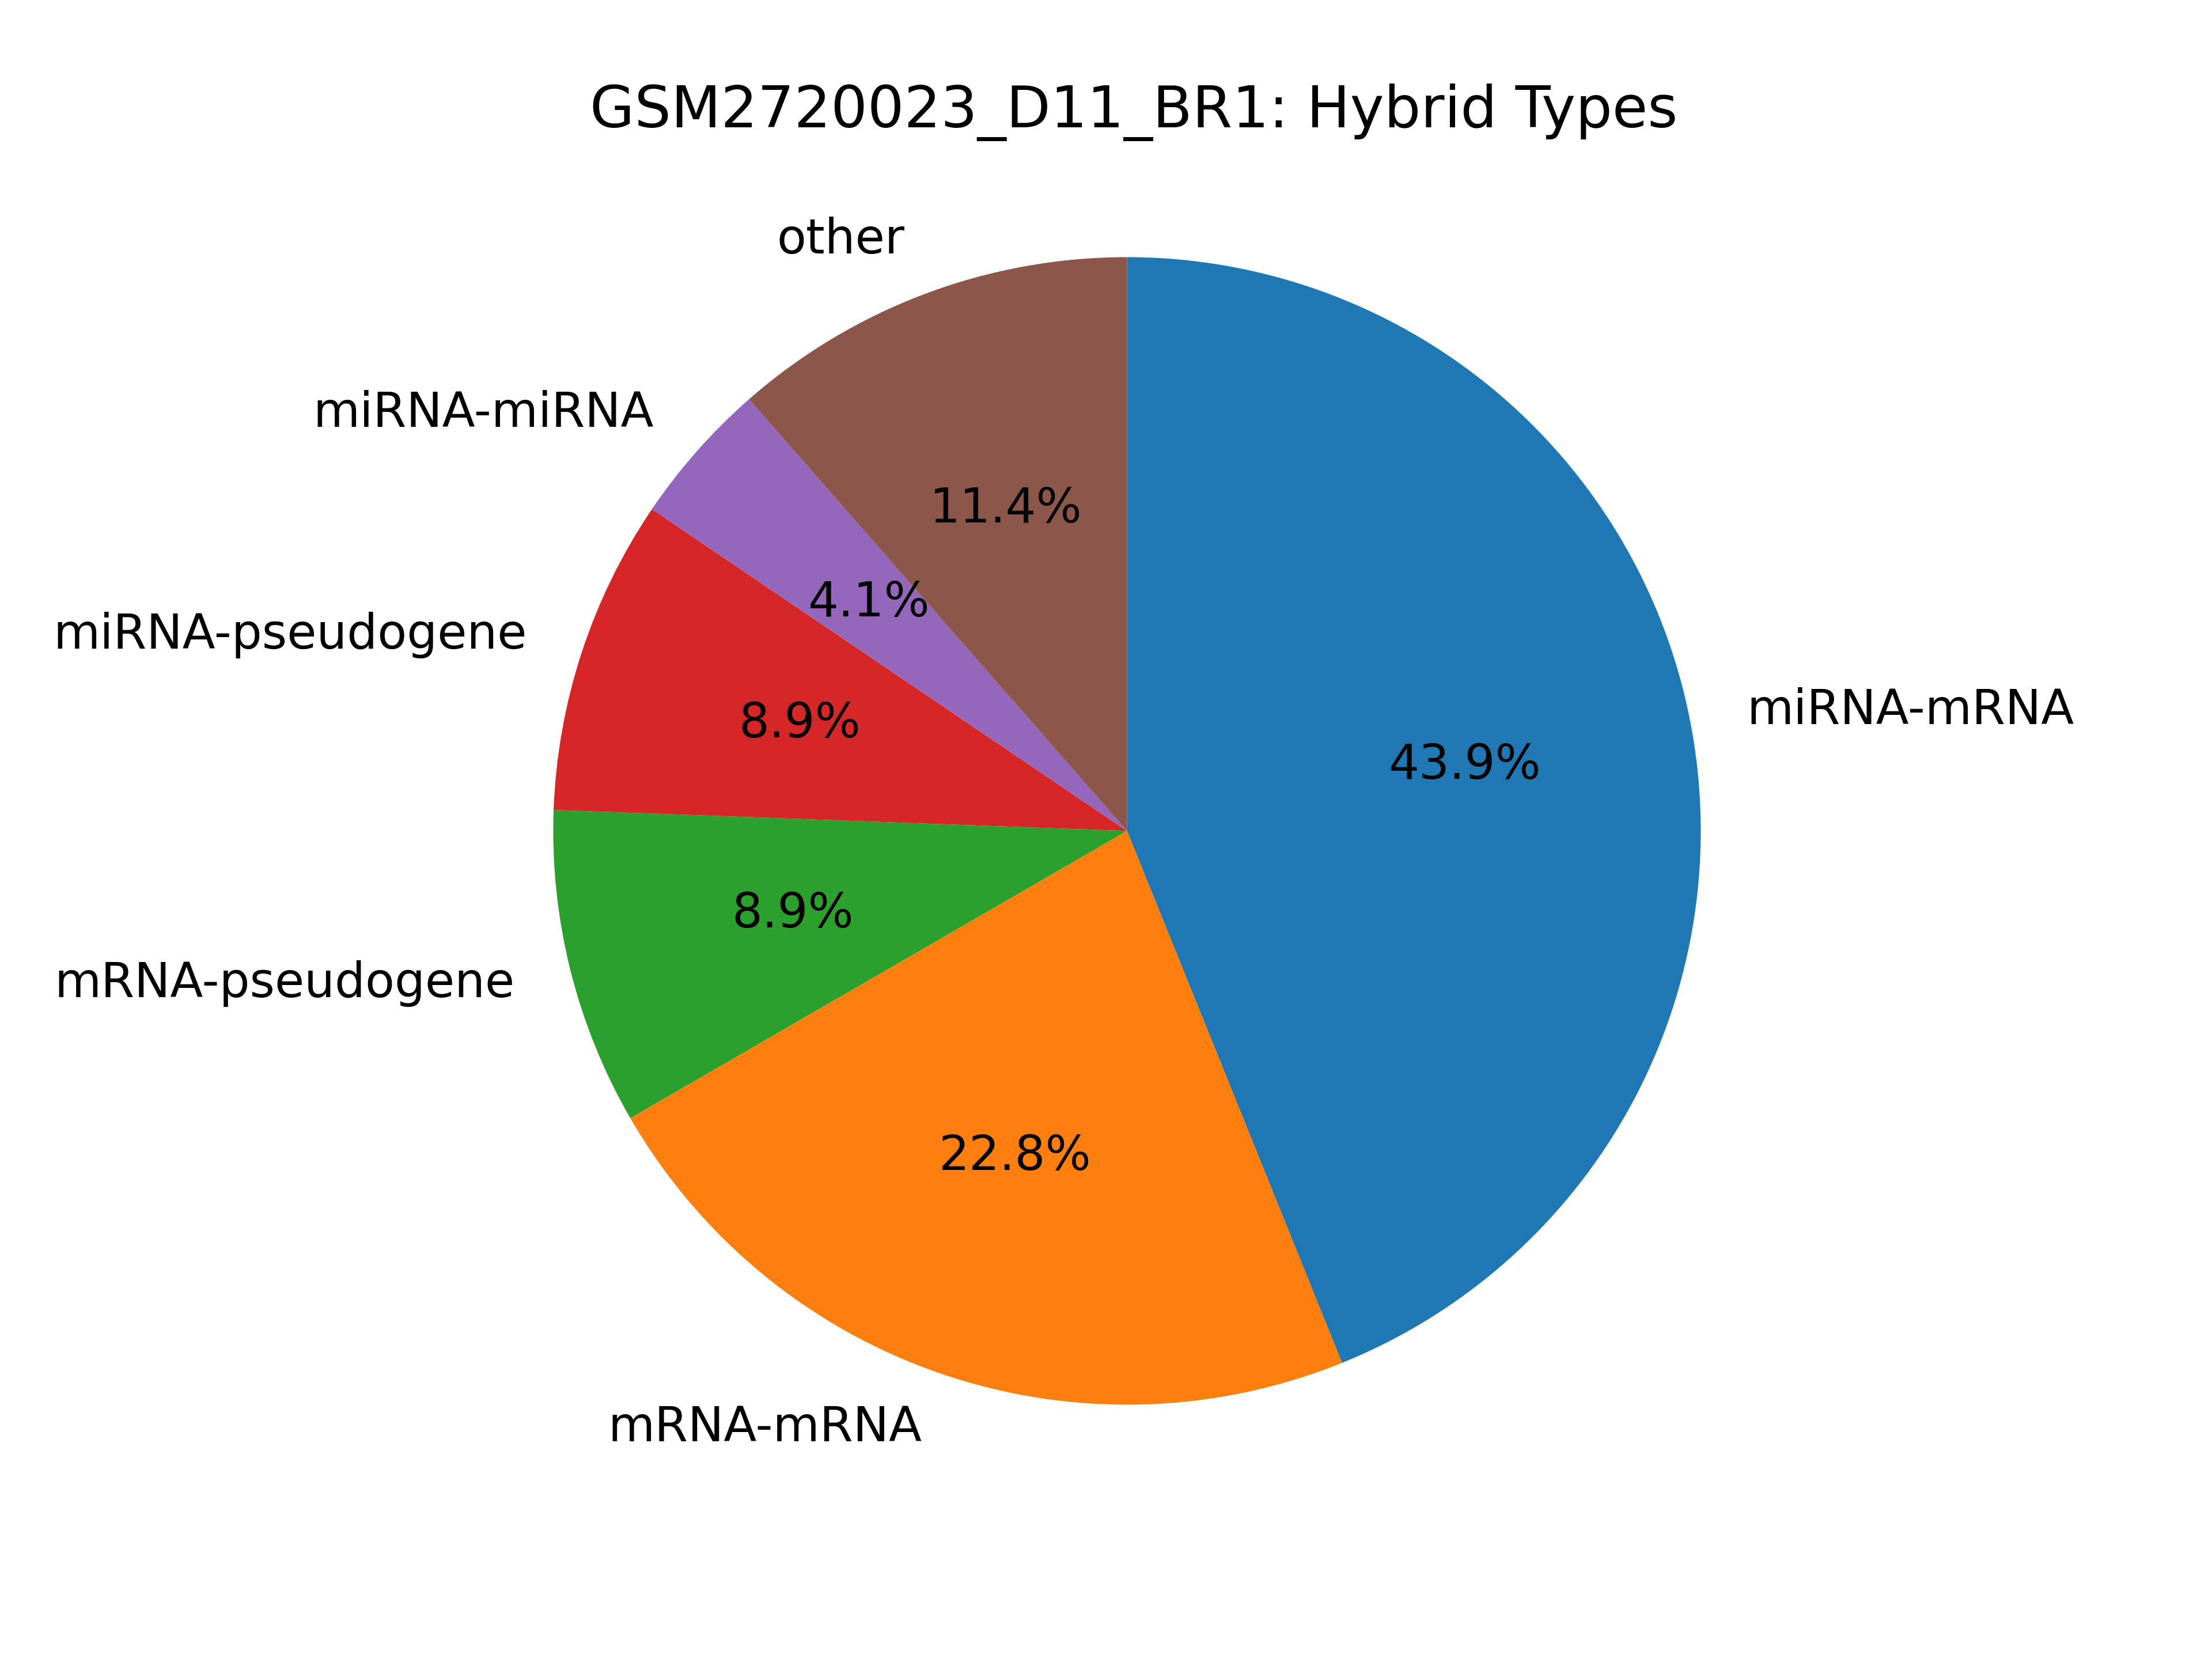 GSM2720023_D11_BR1: Hybrid Types
other
miRNA-miRNA
11.4%
4.1%
miRNA-pseudogene
8.9%
miRNA-mRNA
43.9%
8.9%
mRNA-pseudogene
22.8%
mRNA-mRNA